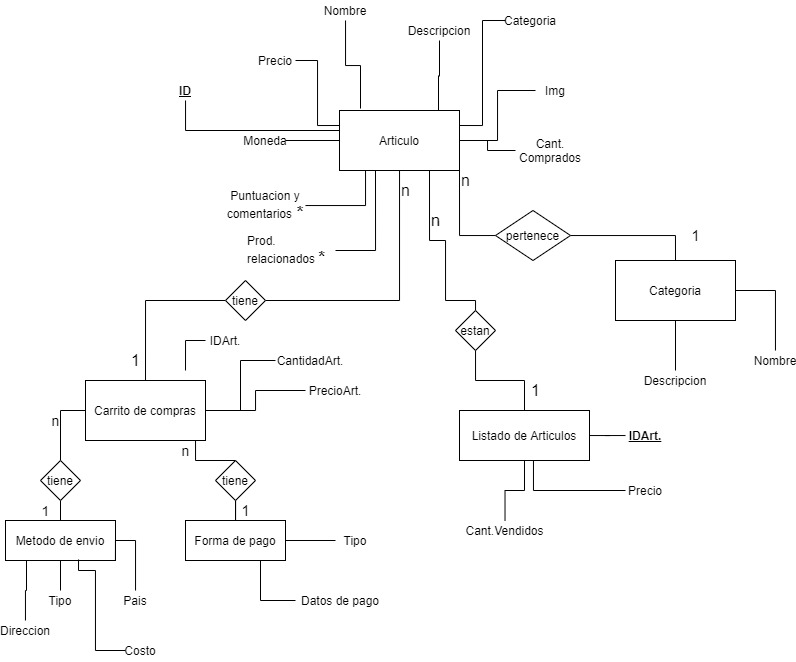 Nombre
Categoria
Descripcion
Precio
ID
Img
Moneda
Articulo
Cant.
Comprados
n
n
n
Puntuacion y
comentarios *
Prod.
relacionados *
pertenece
1
Categoria
tiene
estan
IDArt.
1
CantidadArt.
Nombre
Descripcion
PrecioArt.
1
Carrito de compras
n
n
Listado de Articulos
IDArt.
tiene
tiene
Precio
1
1
Cant.Vendidos
Metodo de envio
Forma de pago
Tipo
Tipo
Pais
Datos de pago
Direccion
Costo